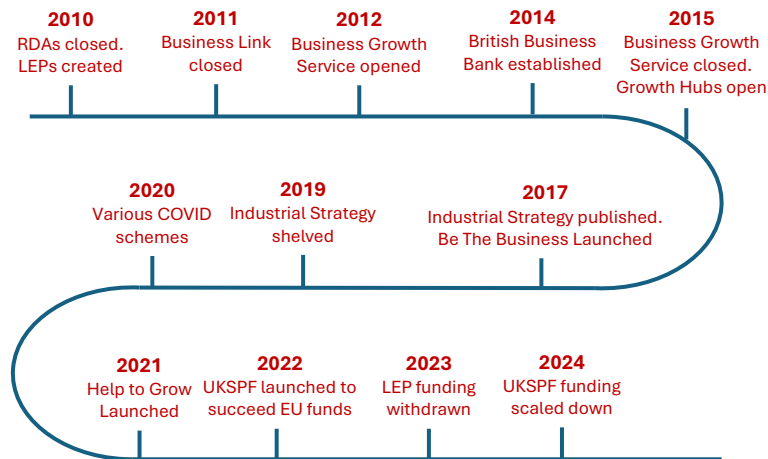 2010
RDAs closed.
LEPs created
2011
Business Link
closed
2012
Business Growth
Service opened
2014
British Business
Bank established
2015
Business Growth
Service closed.
Growth Hubs open
2020
Various COVID
schemes
2019
Industrial Strategy
shelved
2017
Industrial Strategy published.
Be The Business Launched
2021
Help to Grow
Launched
2022
UKSPF launched to
succeed EU funds
2023
LEP funding
withdrawn
2024
UKSPF funding
scaled down